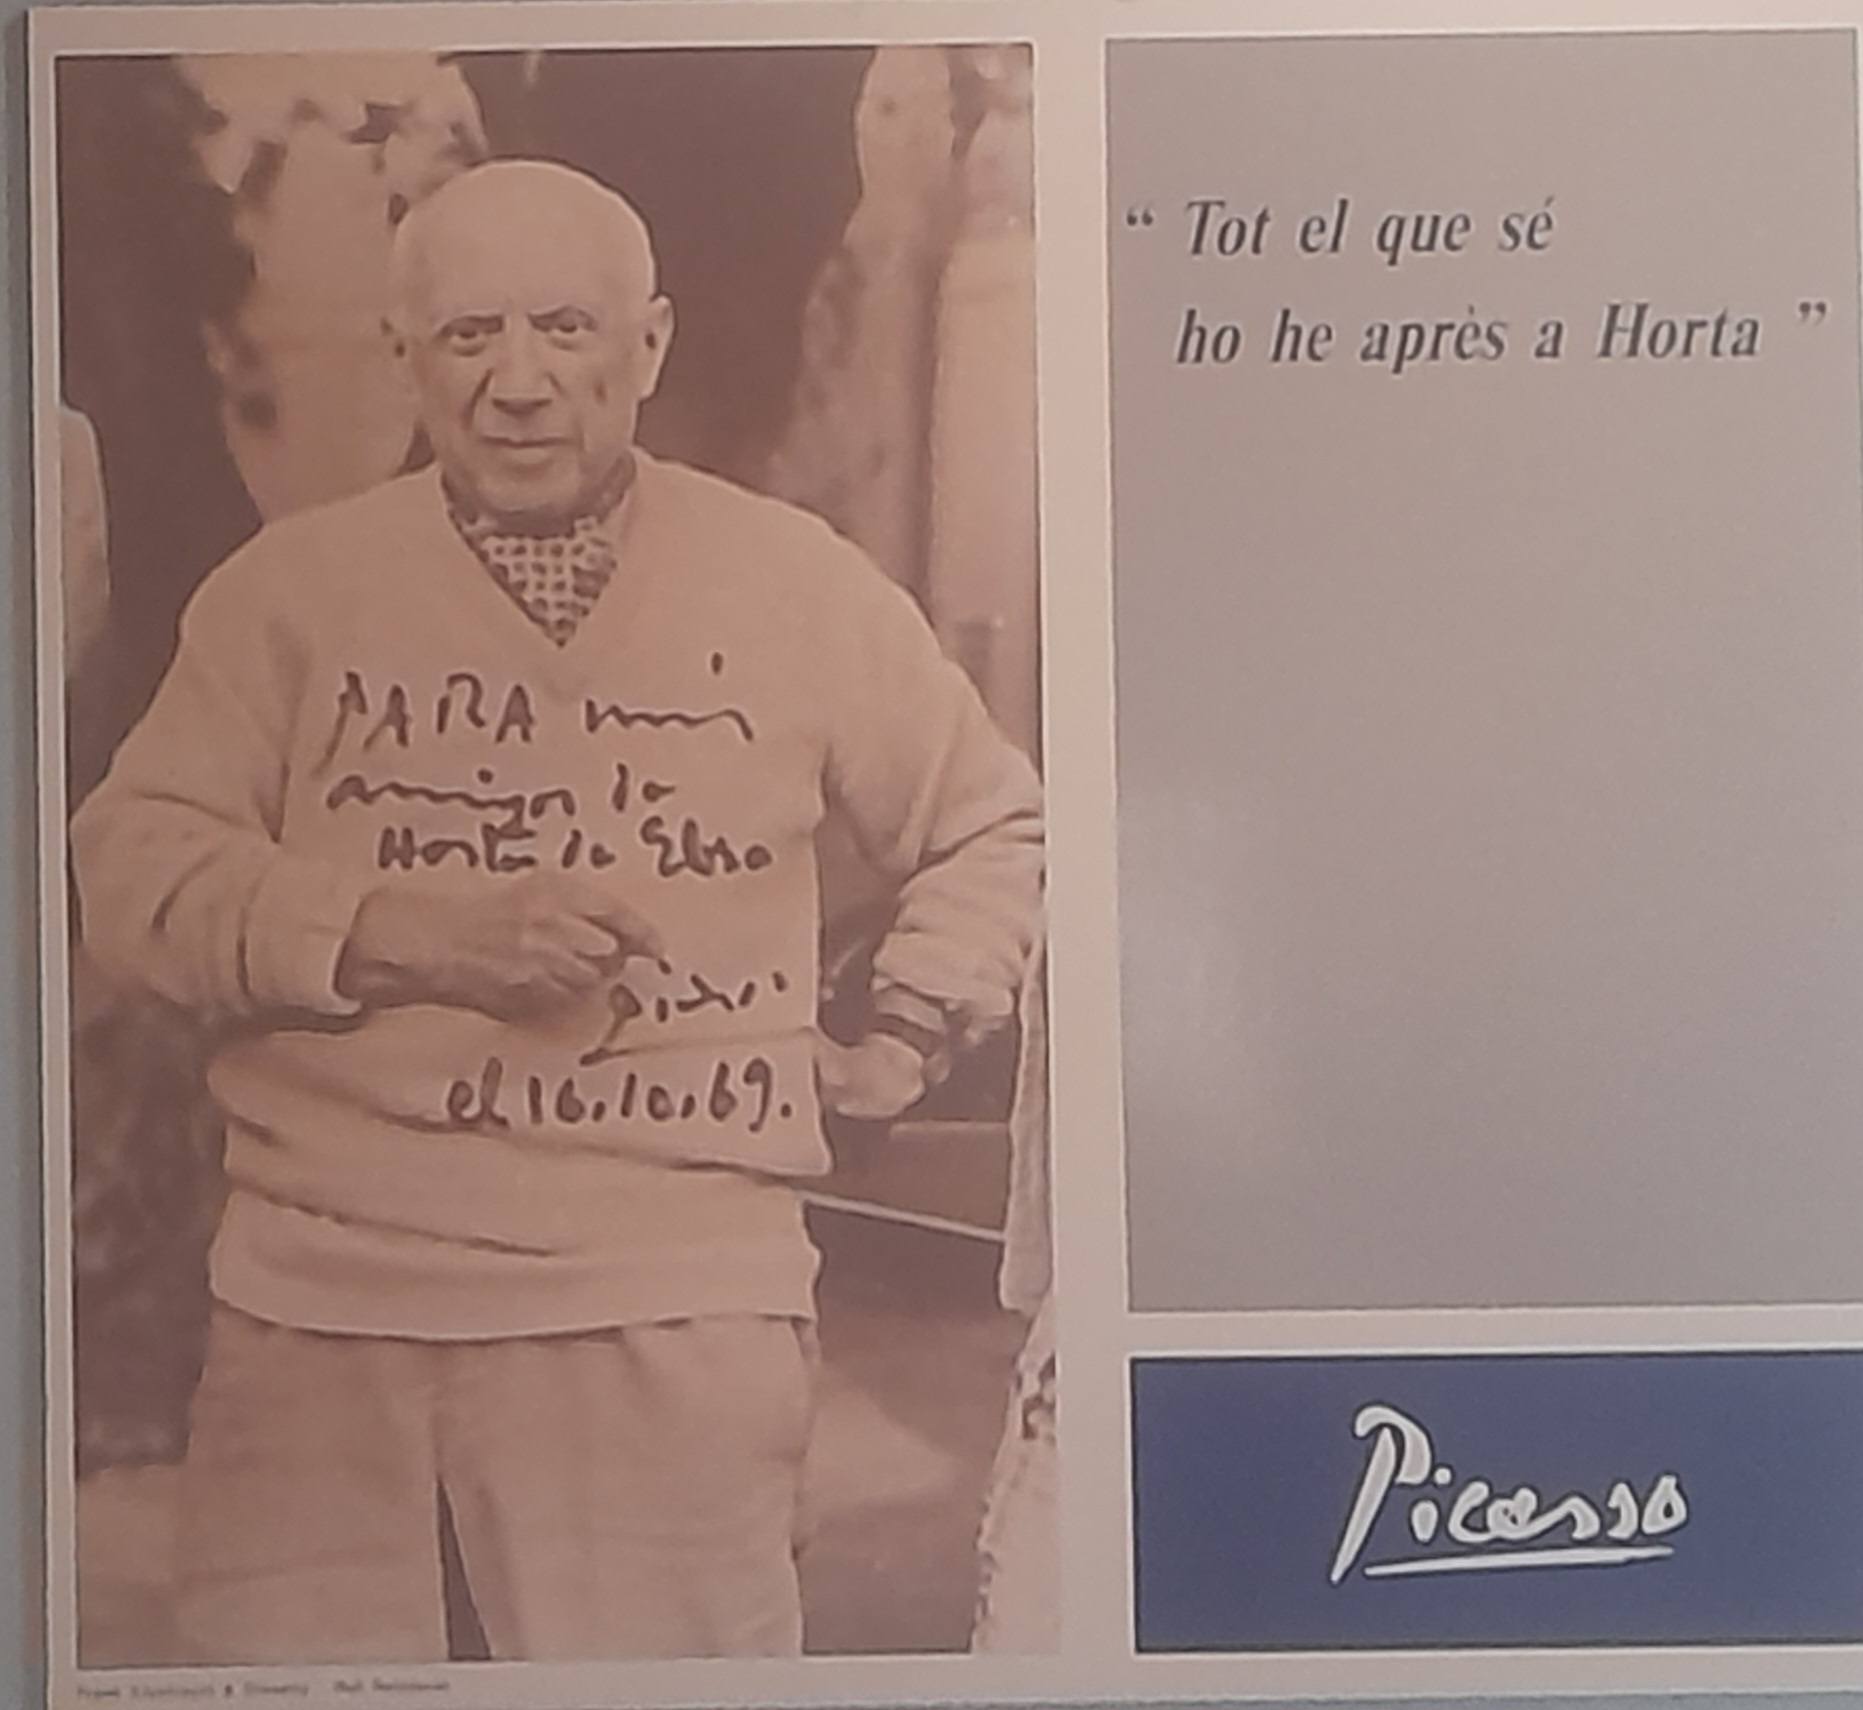 PARA mis
amigos de
Horta de Ebro
Picasso
el 16.10.69.
“ Tot el que sé
ho he après a Horta ”
Picasso